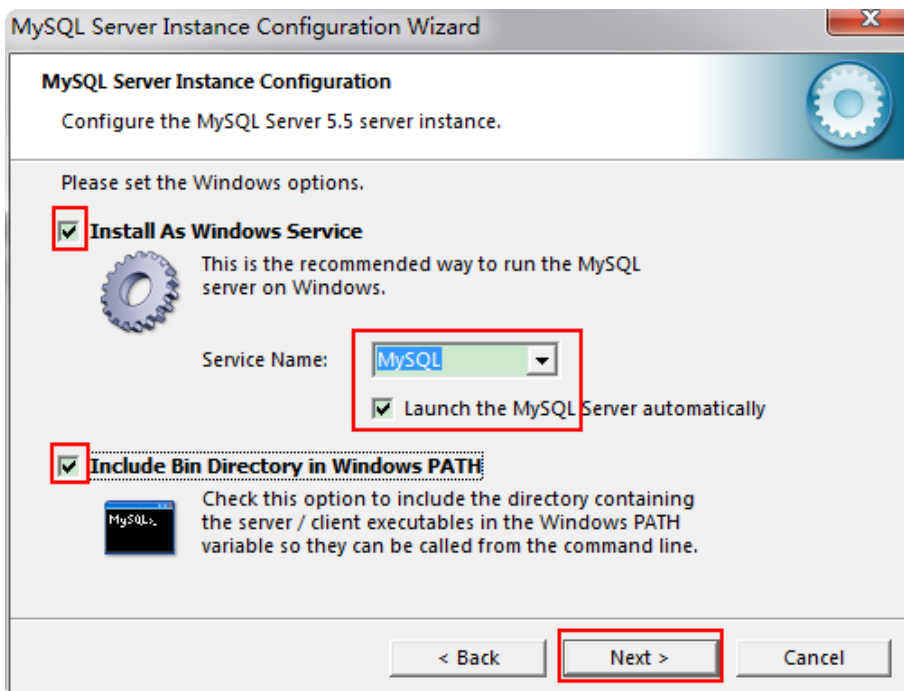 MySQL Server Instance Configuration Wizard
MySQL Server Instance Configuration
Configure the MySQL Server 5.5 server instance.
Please set the Windows options.
Install As Windows Service
This is the recommended way to run the MySQL
server on Windows.
Service Name:
MySQL
Launch the MySQL Server automatically
Include Bin Directory in Windows PATH
MySQL>_
Check this option to include the directory containing
the server / client executables in the Windows PATH
variable so they can be called from the command line.
< Back
Next >
Cancel